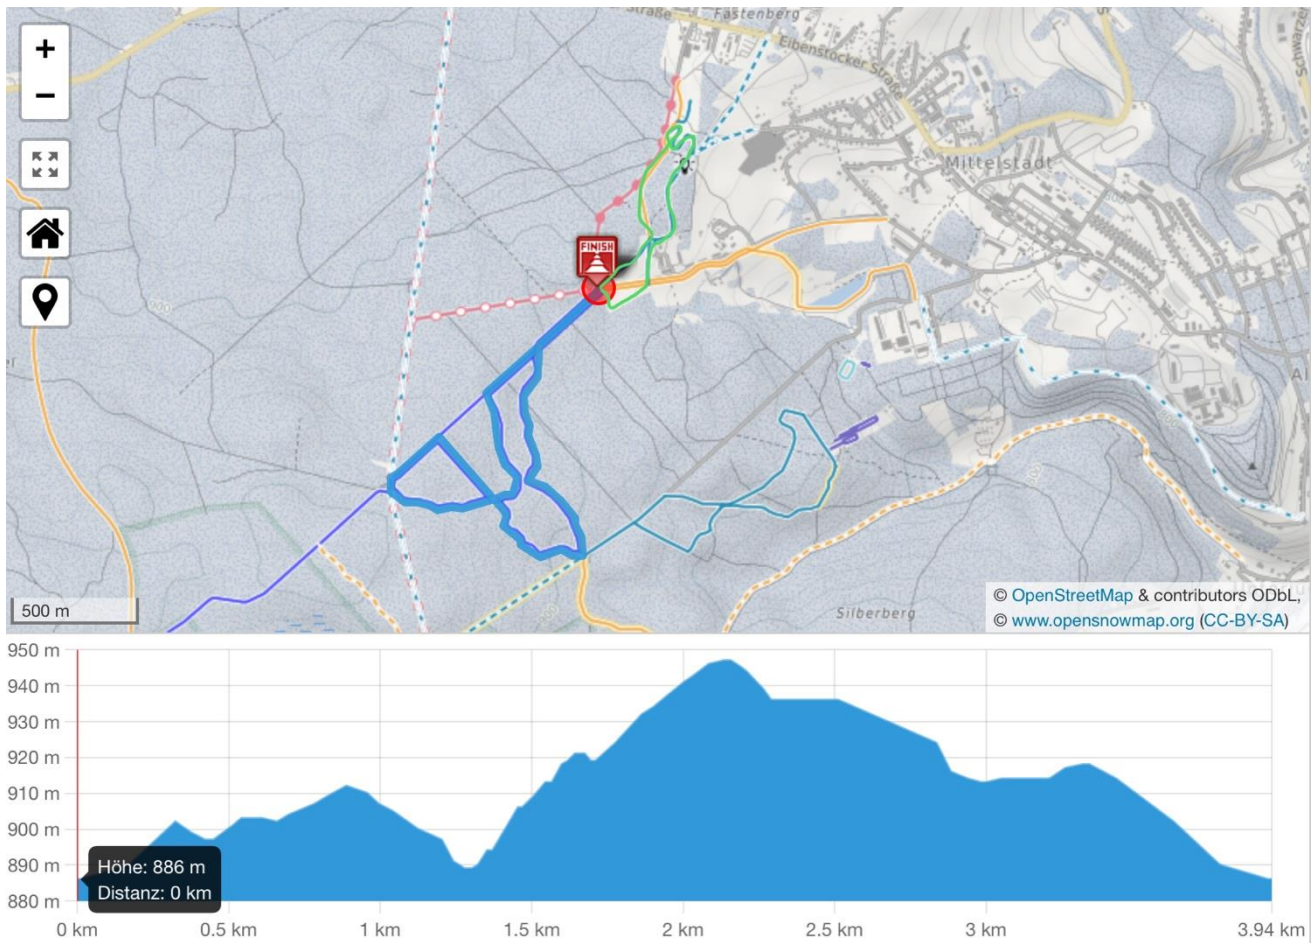 Straße
Fastenberg
Eibenstocker Straße
Mittelstadt
FINISH
+
−
500 m
Silberberg
© OpenStreetMap & contributors ODbL,
© www.opensnowmap.org (CC-BY-SA)
950 m
940 m
930 m
920 m
910 m
900 m
890 m
880 m
Höhe: 886 m
Distanz: 0 km
0 km
0.5 km
1 km
1.5 km
2 km
2.5 km
3 km
3.94 km